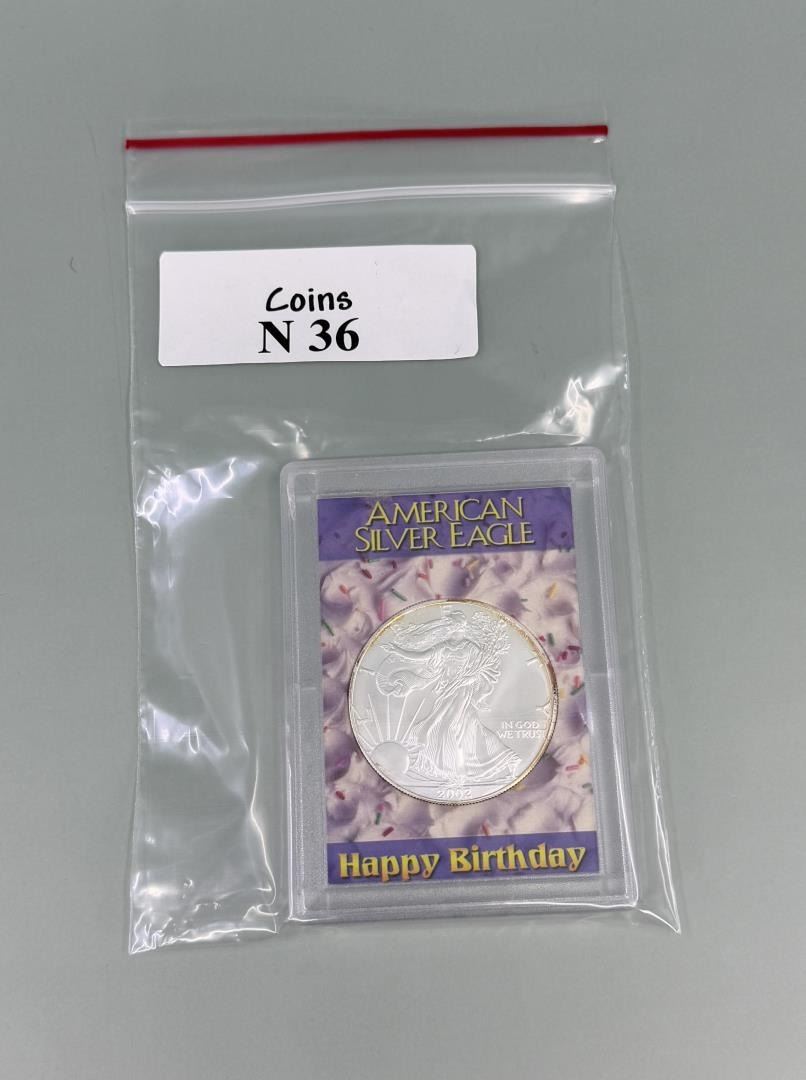 Coins
N 36
AMERICAN
SILVER EAGLE
IN GOD
WE TRUST
Happy Birthday